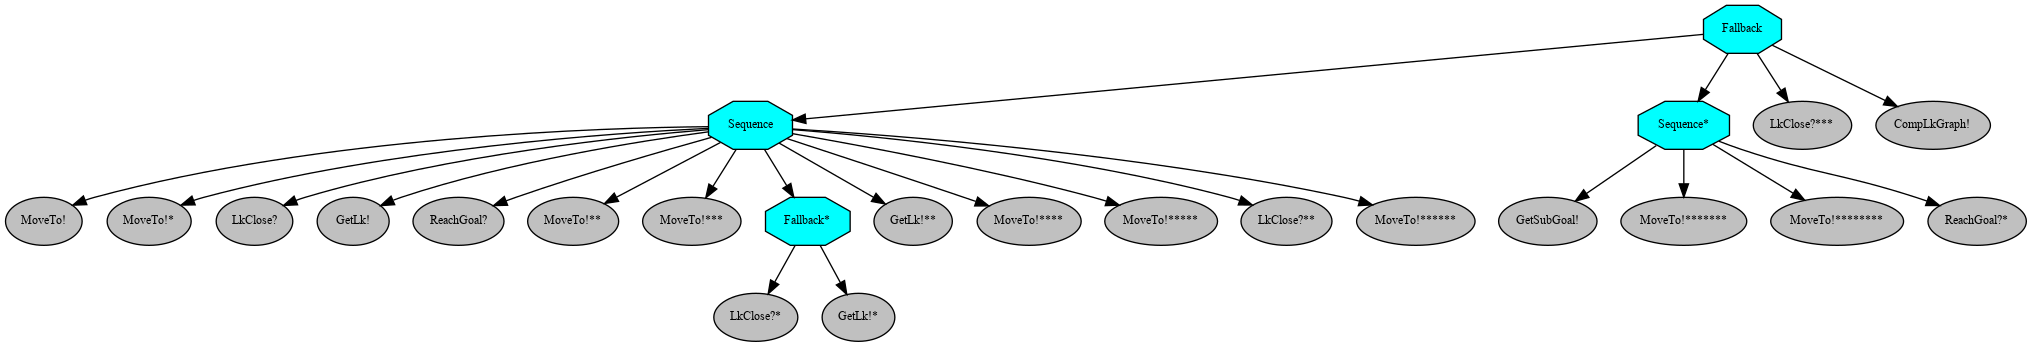 Fallback
Sequence
Sequence*
LkClose?***
CompLkGraph!
MoveTo!
MoveTo!*
LkClose?
GetLk!
ReachGoal?
MoveTo!**
MoveTo!***
Fallback*
GetLk!**
MoveTo!****
MoveTo!*****
LkClose?**
MoveTo!******
GetSubGoal!
MoveTo!*******
MoveTo!********
ReachGoal?*
LkClose?*
GetLk!*